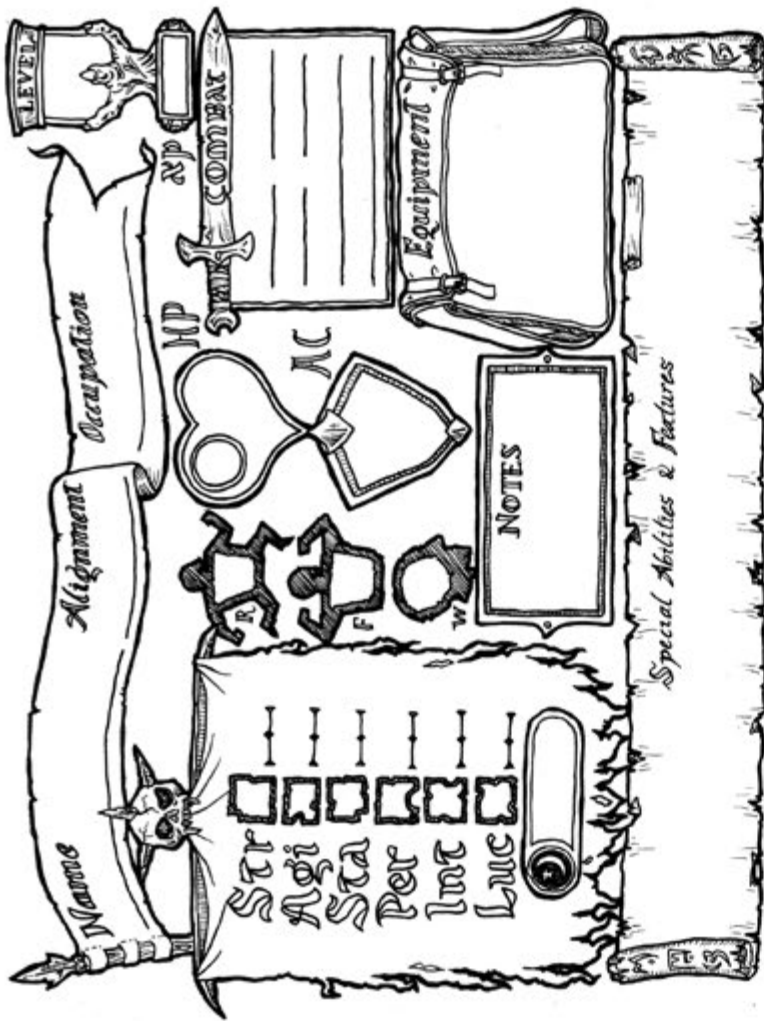 Name
Alignment
Occupation
LEVEL
XP
HP
COMBAT
AC
R
F
W
Str
Agi
Sta
Per
Int
Luc
Equipment
NOTES
Special Abilities & Features